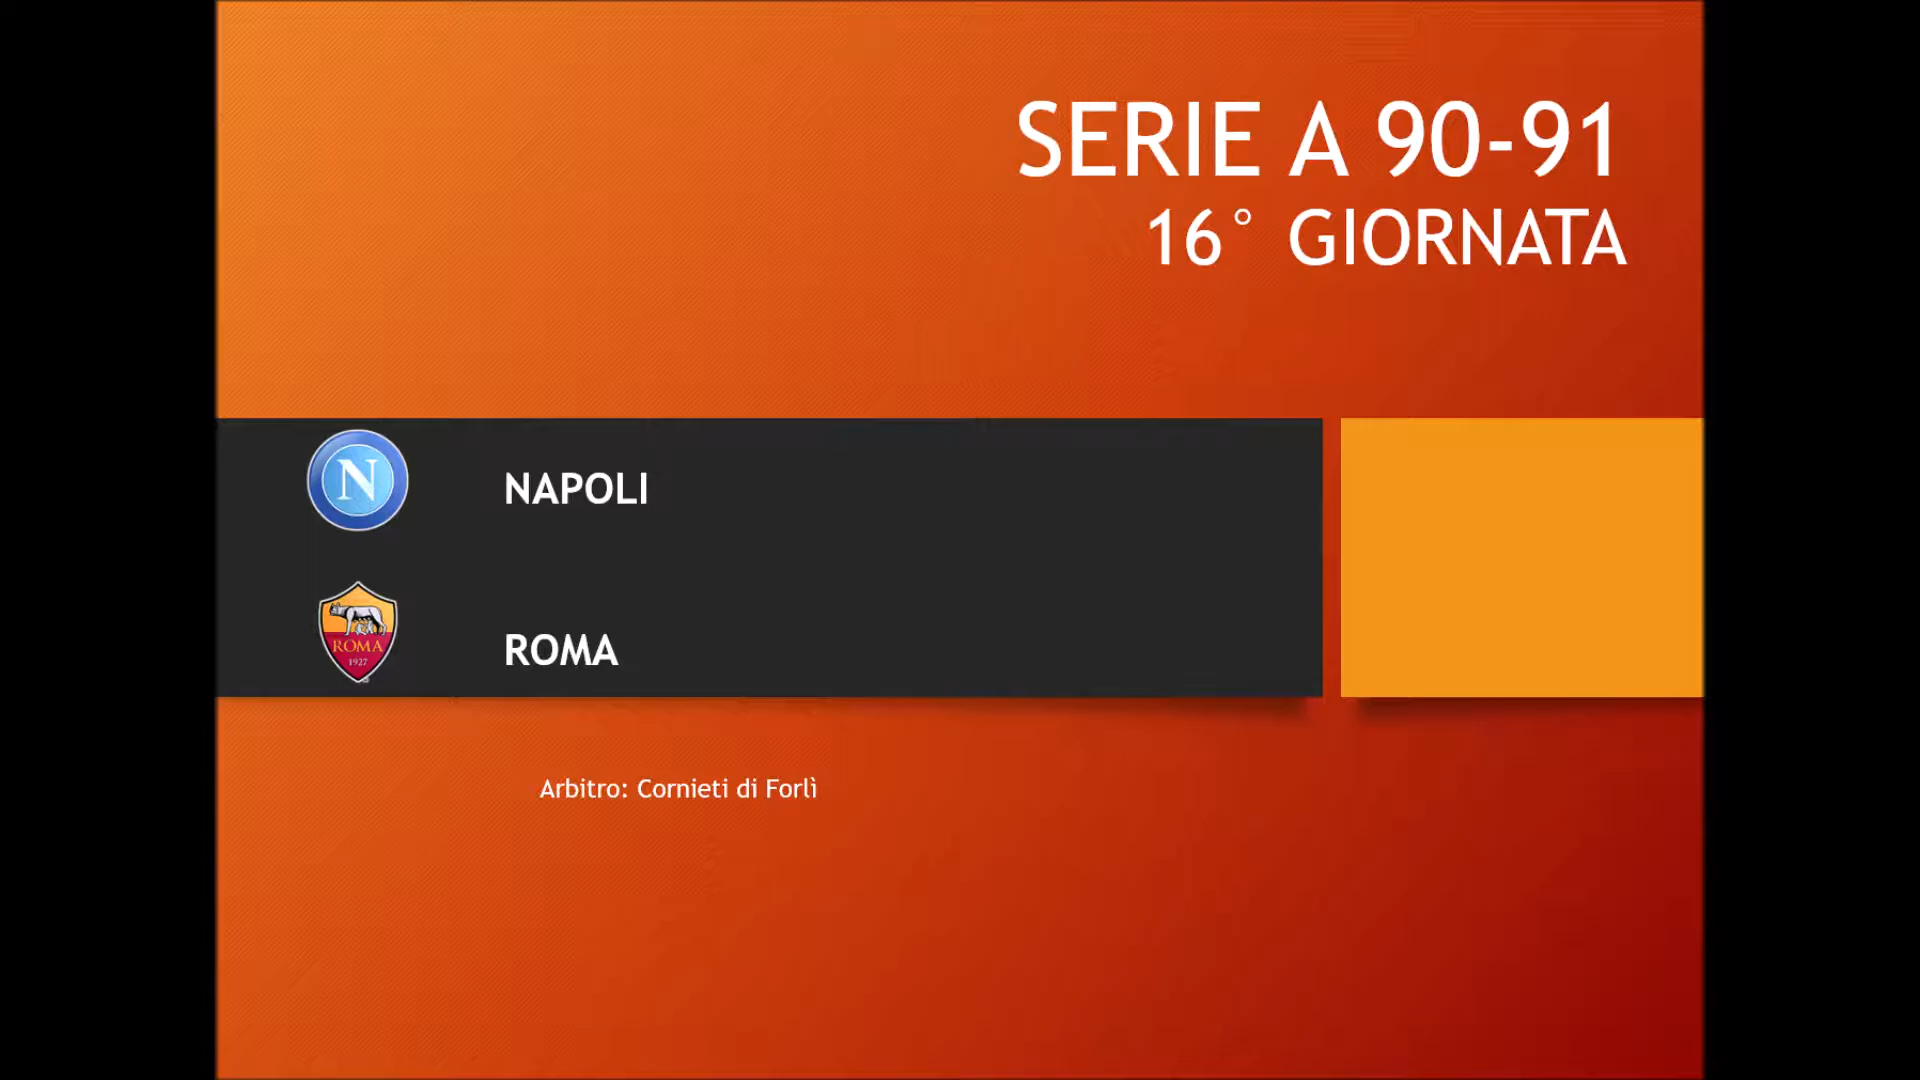 SERIE A 90-91
16° GIORNATA
N
NAPOLI
ROMA
1927
ROMA
Arbitro: Cornieti di Forlì